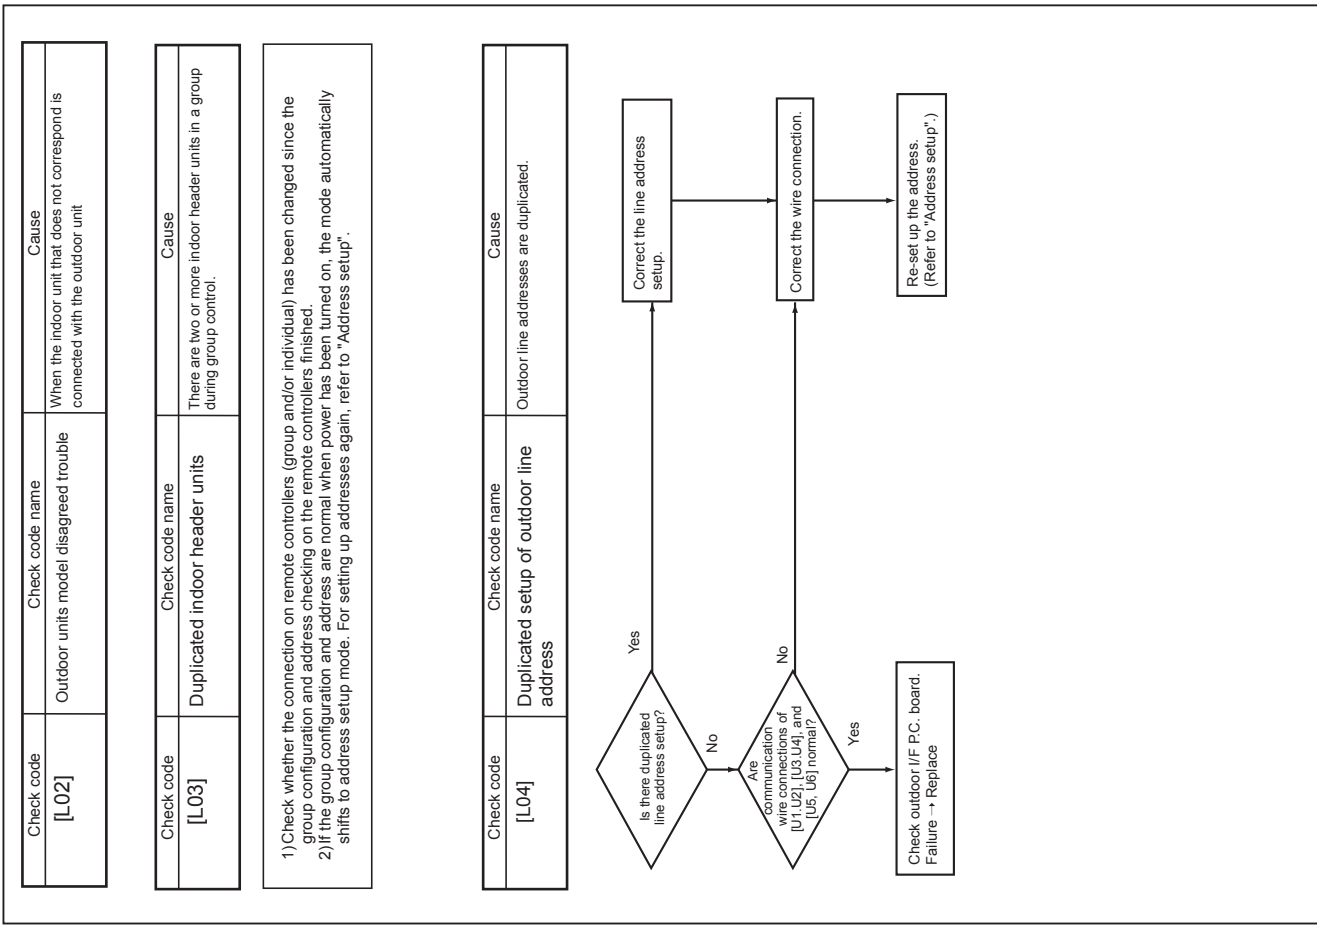 Check code
Check code name
Cause
[L02]
Outdoor units model disagreed trouble
When the indoor unit that does not correspond is
connected with the outdoor unit
Check code
Check code name
Cause
[L03]
Duplicated indoor header units
There are two or more indoor header units in a group
during group control.
1)Check whether the connection on remote controllers (group and/or individual) has been changed since the
group configuration and address checking on the remote controllers finished.
2)If the group configuration and address are normal when power has been turned on, the mode automatically
shifts to address setup mode. For setting up addresses again, refer to "Address setup".
Check code
Check code name
Cause
[L04]
Duplicated setup of outdoor line
address
Outdoor line addresses are duplicated.
Is there duplicated
line address setup?
Yes
Correct the line address
setup.
No
Are
communication
wire connections of
[U1.U2], [U3.U4], and
[U5, U6] normal?
No
Correct the wire connection.
Yes
Check outdoor I/F P.C. board.
Failure → Replace
Re-set up the address.
(Refer to "Address setup".)